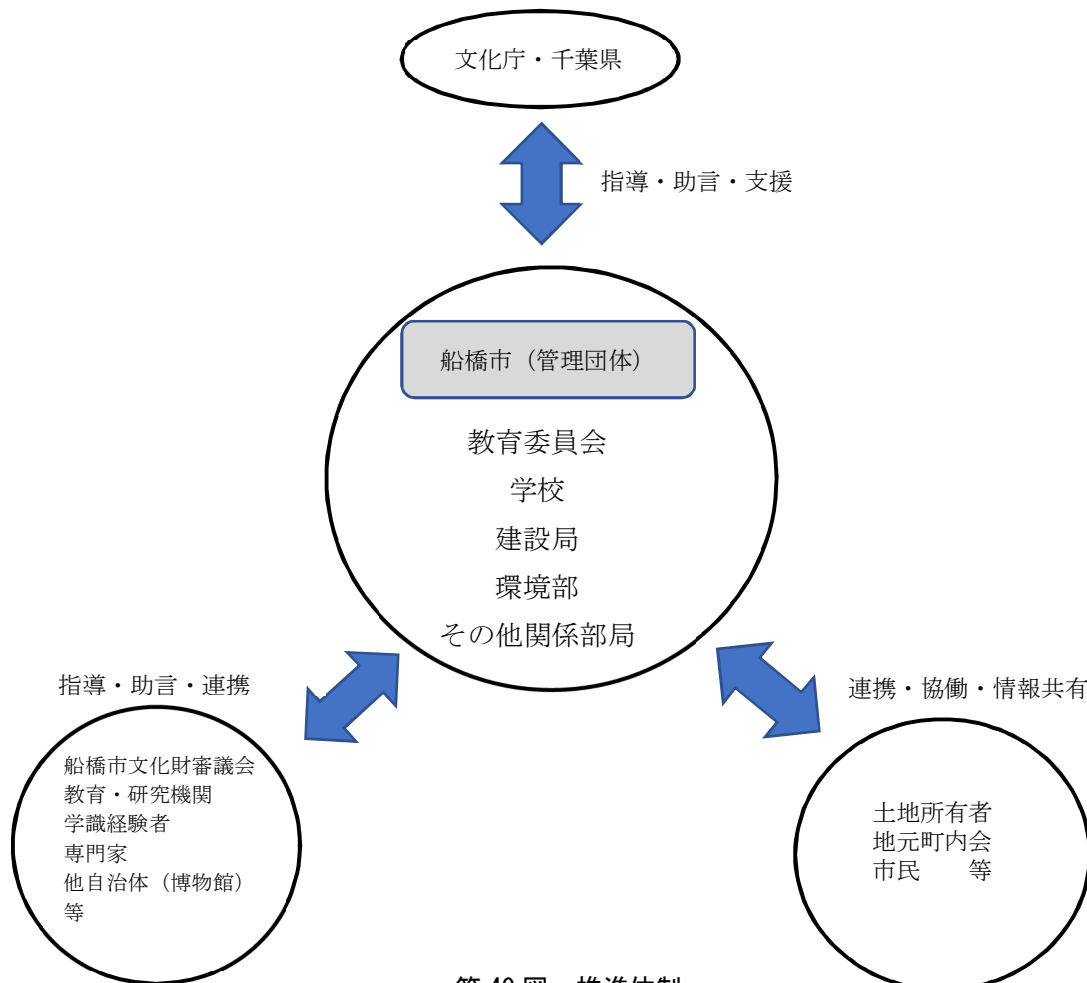 文化庁・千葉県
指導・助言・支援
船橋市（管理団体）
教育委員会
学校
建設局
環境部
その他関係部局
指導・助言・連携
連携・協働・情報共有
船橋市文化財審議会
教育・研究機関
学識経験者
専門家
他自治体（博物館）
等
土地所有者
地元町内会
市民　　等
第 40 図　推進体制